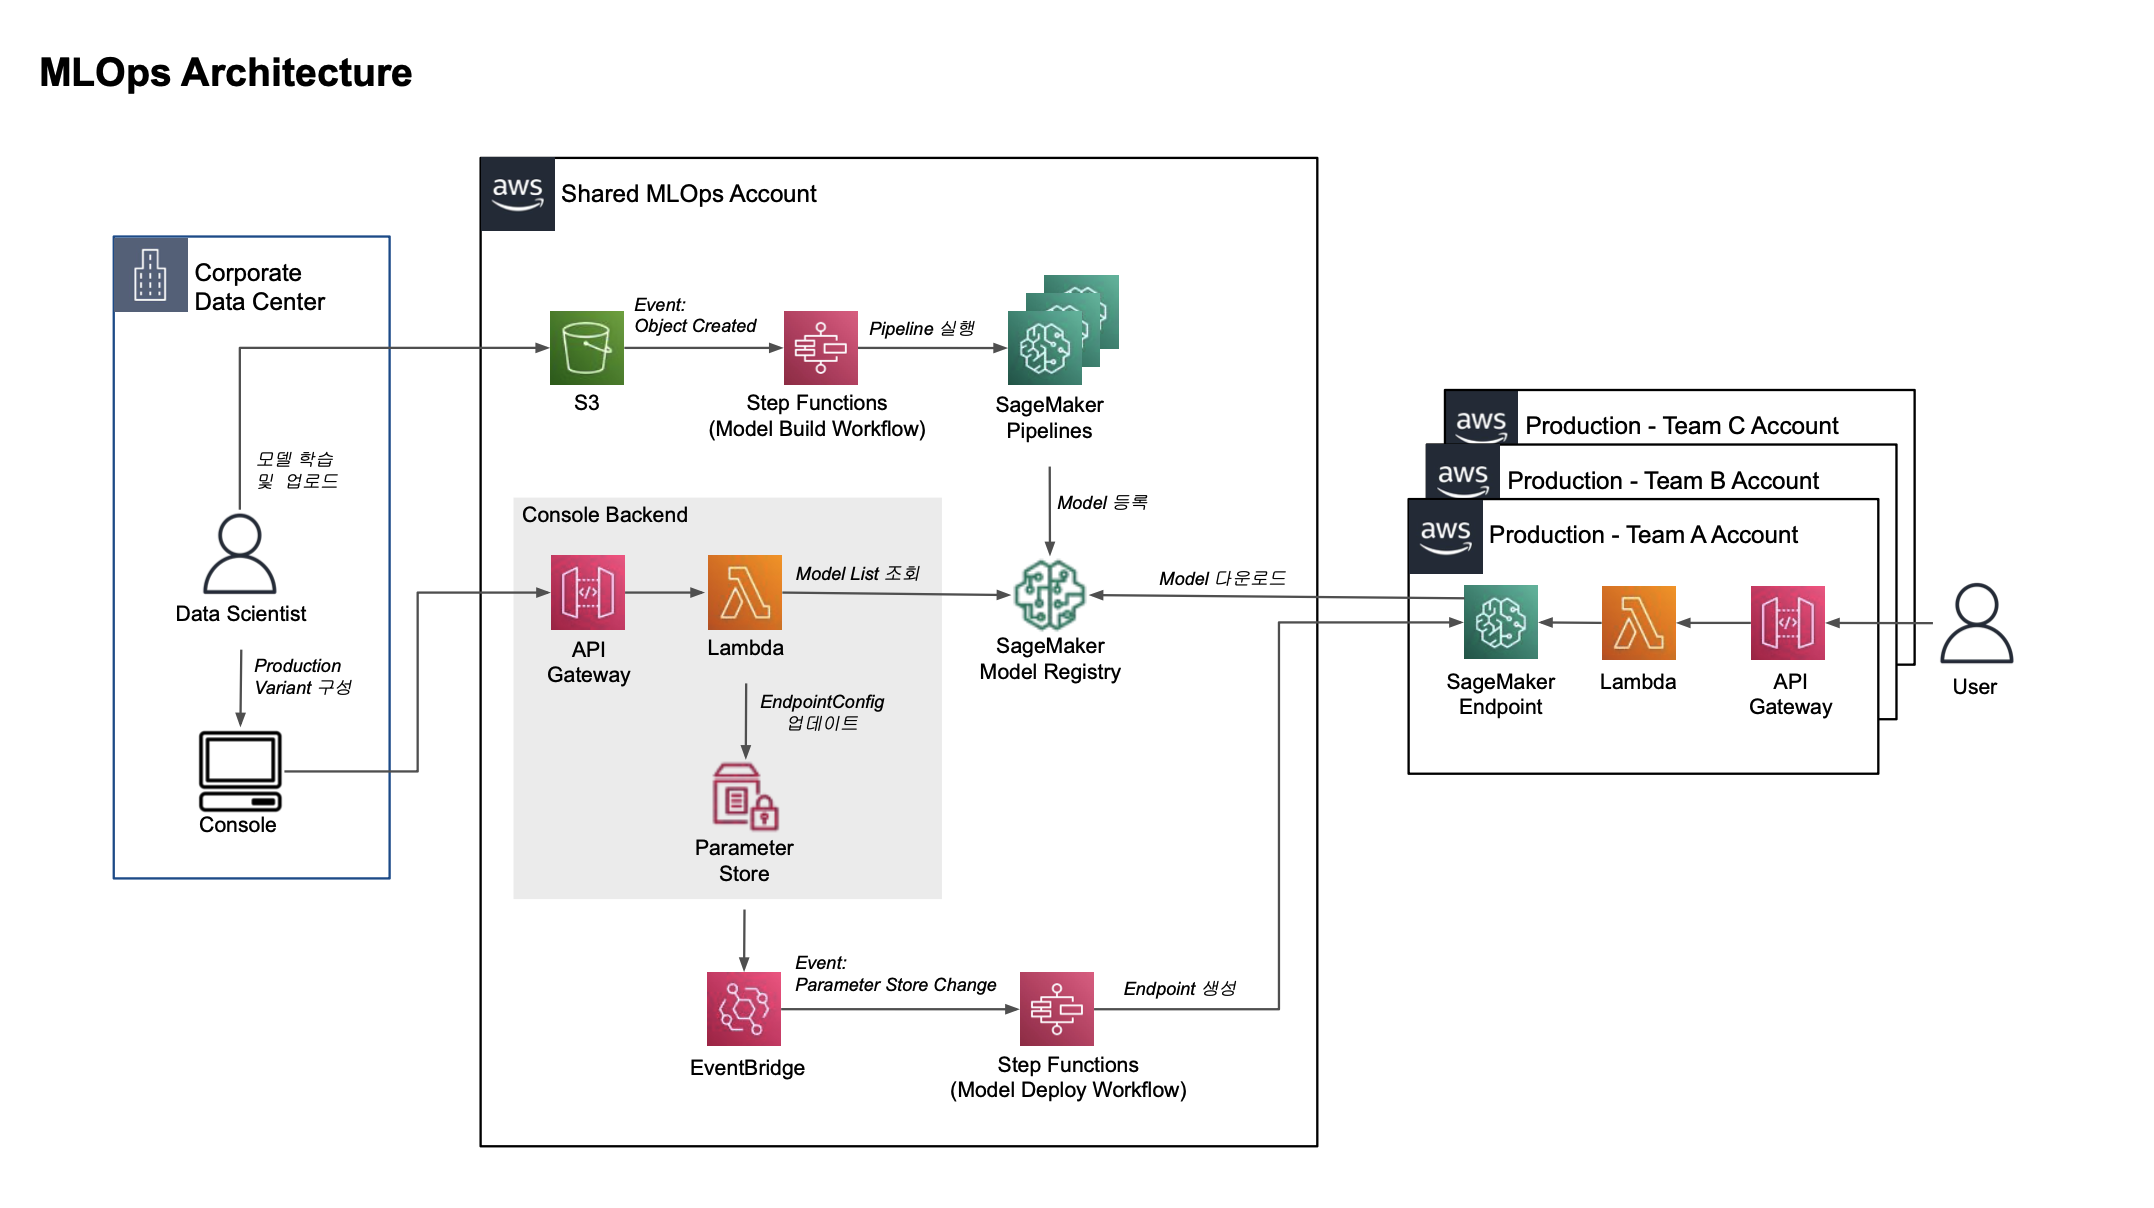 MLOps Architecture
aws
Shared MLOps Account
Corporate
Data Center
Event:
Object Created
Pipeline 실행
S3
Step Functions
(Model Build Workflow)
SageMaker
Pipelines
모델 학습
및 업로드
Data Scientist
Production
Variant 구성
Console
Console Backend
API
Gateway
Lambda
Model List 조회
Model 등록
SageMaker
Model Registry
EndpointConfig
업데이트
Parameter
Store
EventBridge
Event:
Parameter Store Change
Step Functions
(Model Deploy Workflow)
Endpoint 생성
Model 다운로드
aws
Production - Team C Account
aws
Production - Team B Account
aws
Production - Team A Account
SageMaker
Endpoint
Lambda
API
Gateway
User